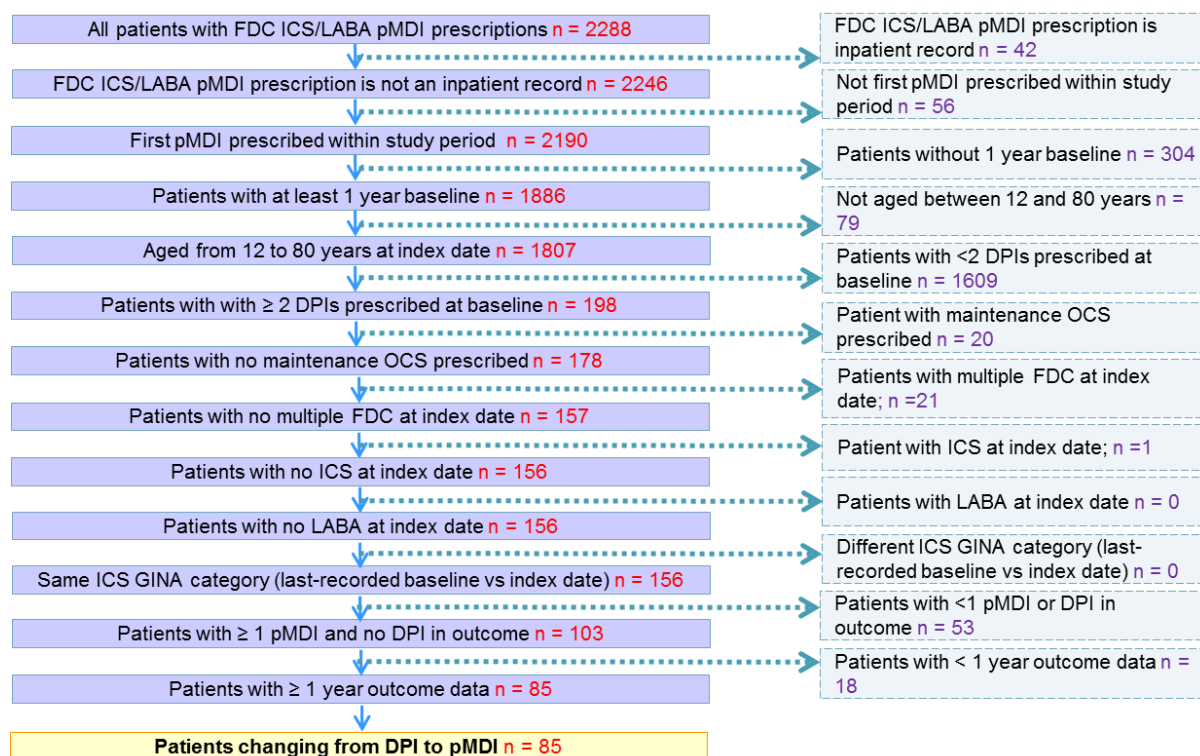 All patients with FDC ICS/LABA pMDI prescriptions n = 2288
FDC ICS/LABA pMDI prescription is
inpatient record n = 42
FDC ICS/LABA pMDI prescription is not an inpatient record n = 2246
Not first pMDI prescribed within study
period n = 56
First pMDI prescribed within study period n = 2190
Patients without 1 year baseline n = 304
Patients with at least 1 year baseline n = 1886
Not aged between 12 and 80 years n =
79
Aged from 12 to 80 years at index date n = 1807
Patients with <2 DPIs prescribed at
baseline n = 1609
Patients with with ≥ 2 DPIs prescribed at baseline n = 198
Patient with maintenance OCS
prescribed n = 20
Patients with no maintenance OCS prescribed n = 178
Patients with multiple FDC at index
date; n =21
Patients with no multiple FDC at index date n = 157
Patient with ICS at index date; n =1
Patients with no ICS at index date n = 156
Patients with LABA at index date n = 0
Patients with no LABA at index date n = 156
Different ICS GINA category (last-
recorded baseline vs index date) n = 0
Same ICS GINA category (last-recorded baseline vs index date) n = 156
Patients with <1 pMDI or DPI in
outcome n = 53
Patients with ≥ 1 pMDI and no DPI in outcome n = 103
Patients with < 1 year outcome data n =
18
Patients with ≥ 1 year outcome data n = 85
Patients changing from DPI to pMDI n = 85